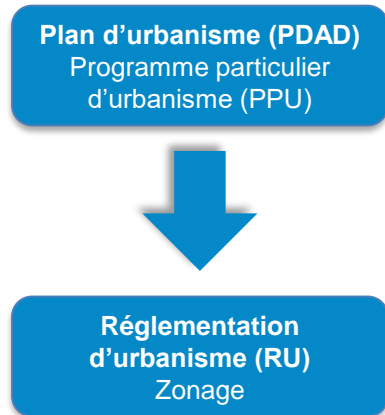 Plan d’urbanisme (PDAD)
Programme particulier
d’urbanisme (PPU)
Réglementation
d’urbanisme (RU)
Zonage